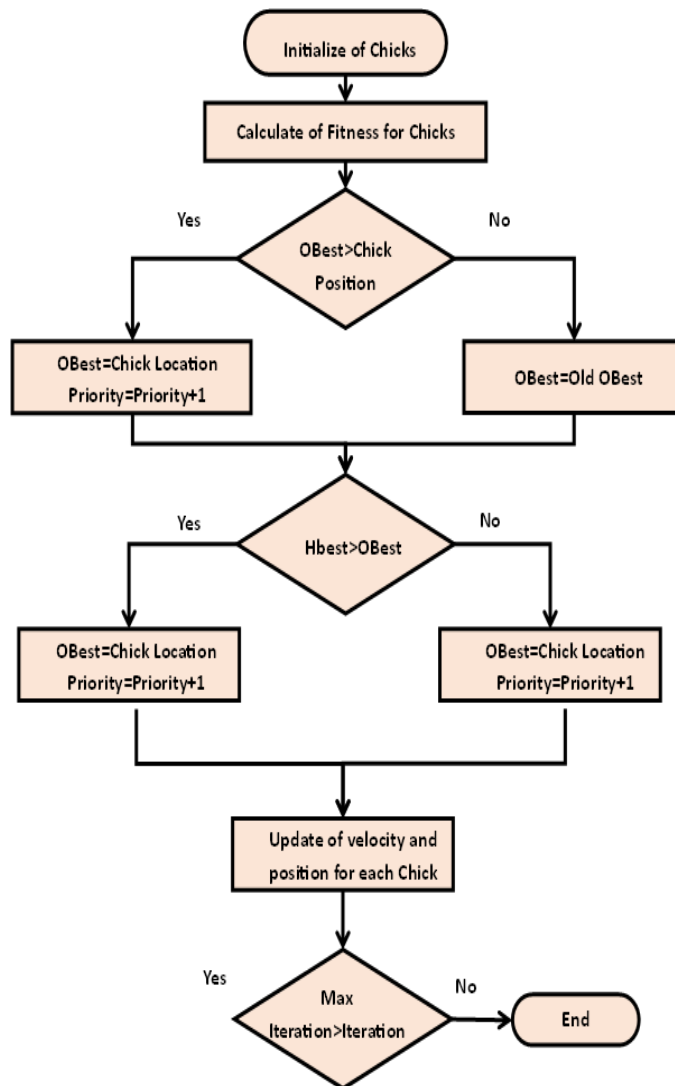 Initialize of Chicks
Calculate of Fitness for Chicks
Yes
No
OBest>Chick
Position
OBest=Chick Location
Priority=Priority+1
OBest=Old OBest
Yes
No
Hbest>OBest
OBest=Chick Location
Priority=Priority+1
OBest=Chick Location
Priority=Priority+1
Update of velocity and
position for each Chick
Yes
No
Max
Iteration>Iteration
End